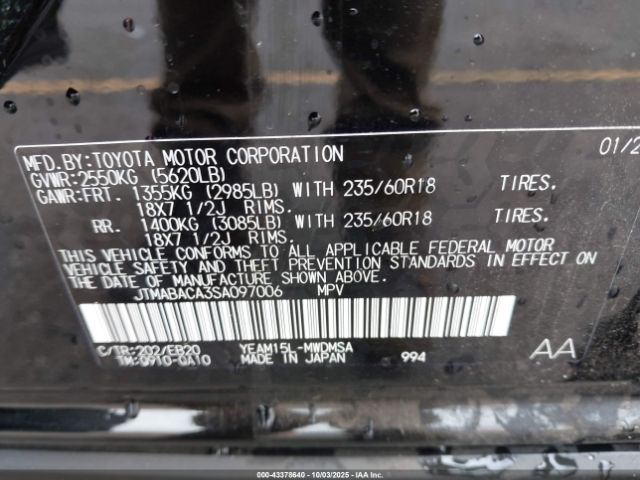 MFD.BY:TOYOTA MOTOR CORPORATION 01/2
GVWR:2550KG (5620LB)
GAWR:FRT. 1355KG (2985LB) WITH 235/60R18 TIRES.
18X7 1/2J RIMS.
RR. 1400KG (3085LB) WITH 235/60R18 TIRES.
18X7 1/2J RIMS.
THIS VEHICLE CONFORMS TO ALL APPLICABLE FEDERAL MOTOR
VEHICLE SAFETY AND THEFT PREVENTION STANDARDS IN EFFECT ON
THE DATE OF MANUFACTURE SHOWN ABOVE.
JTMABACA3SA097006 MPV
C/TR:202/EB20 YEAM15L-MWDMSA
TM:0910-0A10 MADE IN JAPAN 994 AA
000-43378640 - 10/03/2025 - IAA Inc.